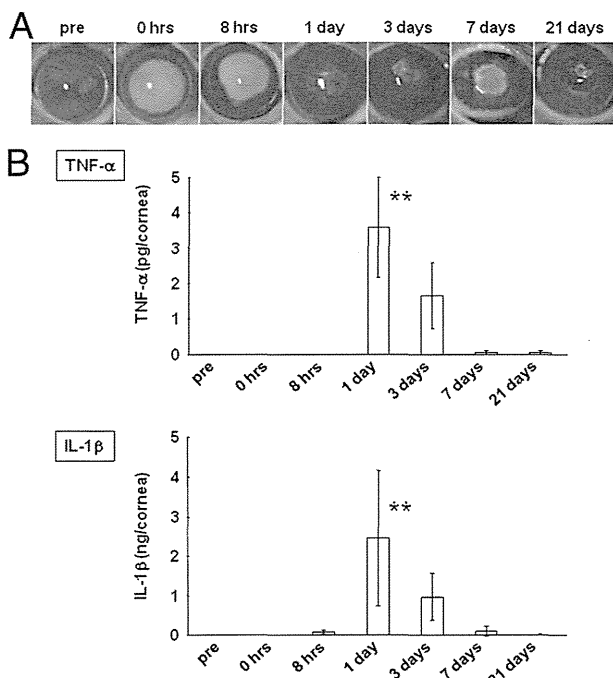 A
pre 0 hrs 8 hrs 1 day 3 days 7 days 21 days
B
TNF-α
5
4
3
2
1
0
TNF-α (pg/cornea)
**
pre 0 hrs 8 hrs 1 day 3 days 7 days 21 days
IL-1β
5
4
3
2
1
0
IL-1β (ng/cornea)
**
pre 0 hrs 8 hrs 1 day 3 days 7 days 21 days